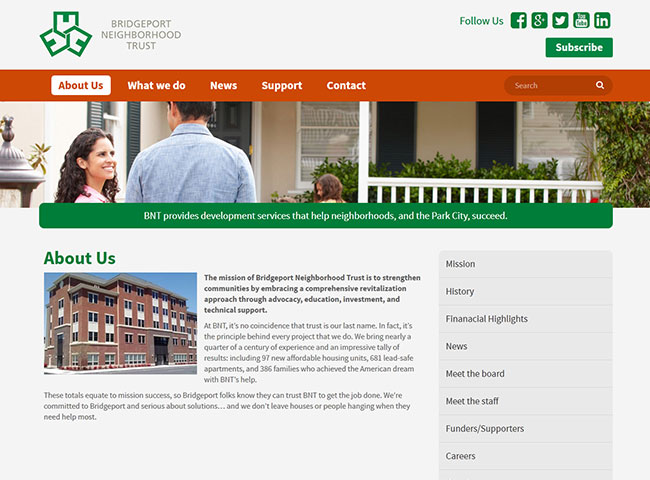 BRIDGEPORT
NEIGHBORHOOD
TRUST
Follow Us
You
Tube
Subscribe
About Us What we do News Support Contact Search
BNT provides development services that help neighborhoods, and the Park City, succeed.
About Us
The mission of Bridgeport Neighborhood Trust is to strengthen
communities by embracing a comprehensive revitalization
approach through advocacy, education, investment, and
technical support.
At BNT, it's no coincidence that trust is our last name. In fact, it's
the principle behind every project that we do. We bring nearly a
quarter of a century of experience and an impressive tally of
results: including 97 new affordable housing units, 681 lead-safe
apartments, and 386 families who achieved the American dream
with BNT's help.
These totals equate to mission success, so Bridgeport folks know they can trust BNT to get the job done. We're
committed to Bridgeport and serious about solutions… and we don't leave houses or people hanging when they
need help most.
Mission
History
Finanacial Highlights
News
Meet the board
Meet the staff
Funders/Supporters
Careers